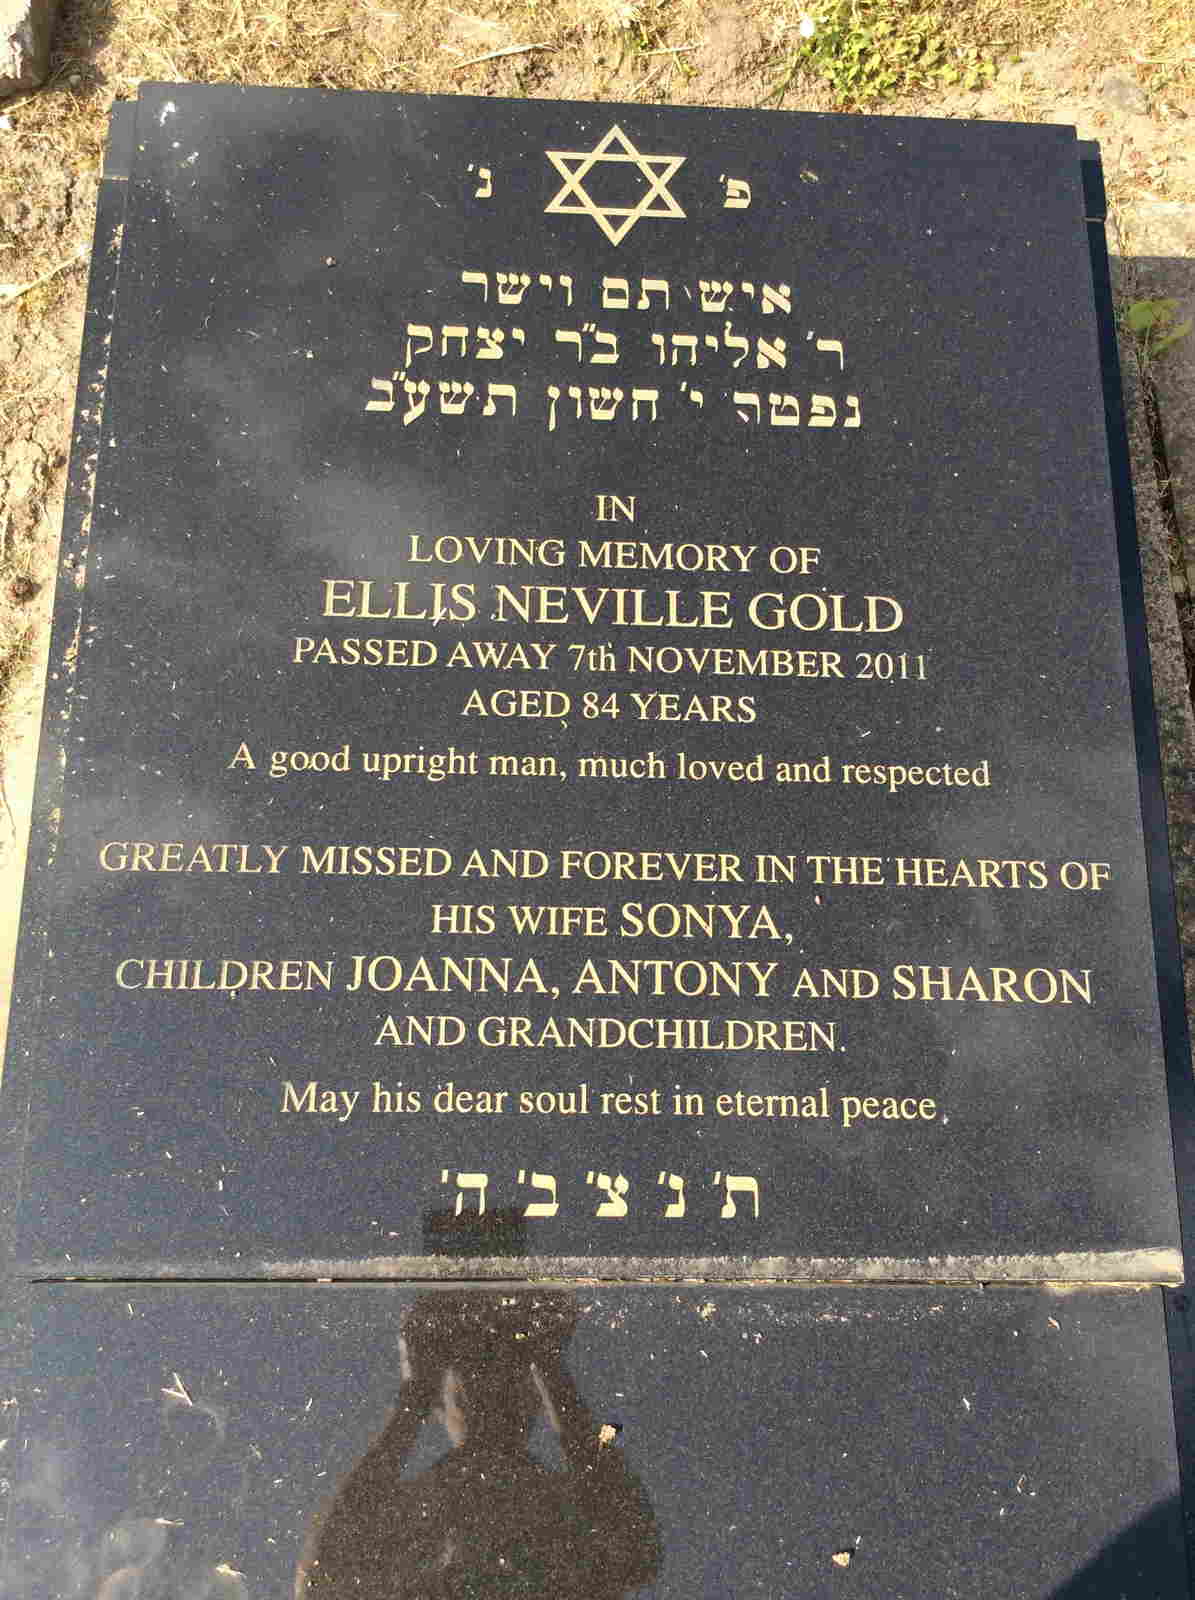 פ' נ'
איש תם וישר
ר' אליהו ב"ר יצחק
נפטר י' חשון תשע"ב
IN
LOVING MEMORY OF
ELLIS NEVILLE GOLD
PASSED AWAY 7th NOVEMBER 2011
AGED 84 YEARS
A good upright man, much loved and respected
GREATLY MISSED AND FOREVER IN THE HEARTS OF
HIS WIFE SONYA,
CHILDREN JOANNA, ANTONY AND SHARON
AND GRANDCHILDREN.
May his dear soul rest in eternal peace.
ת' נ' צ' ב' ה'